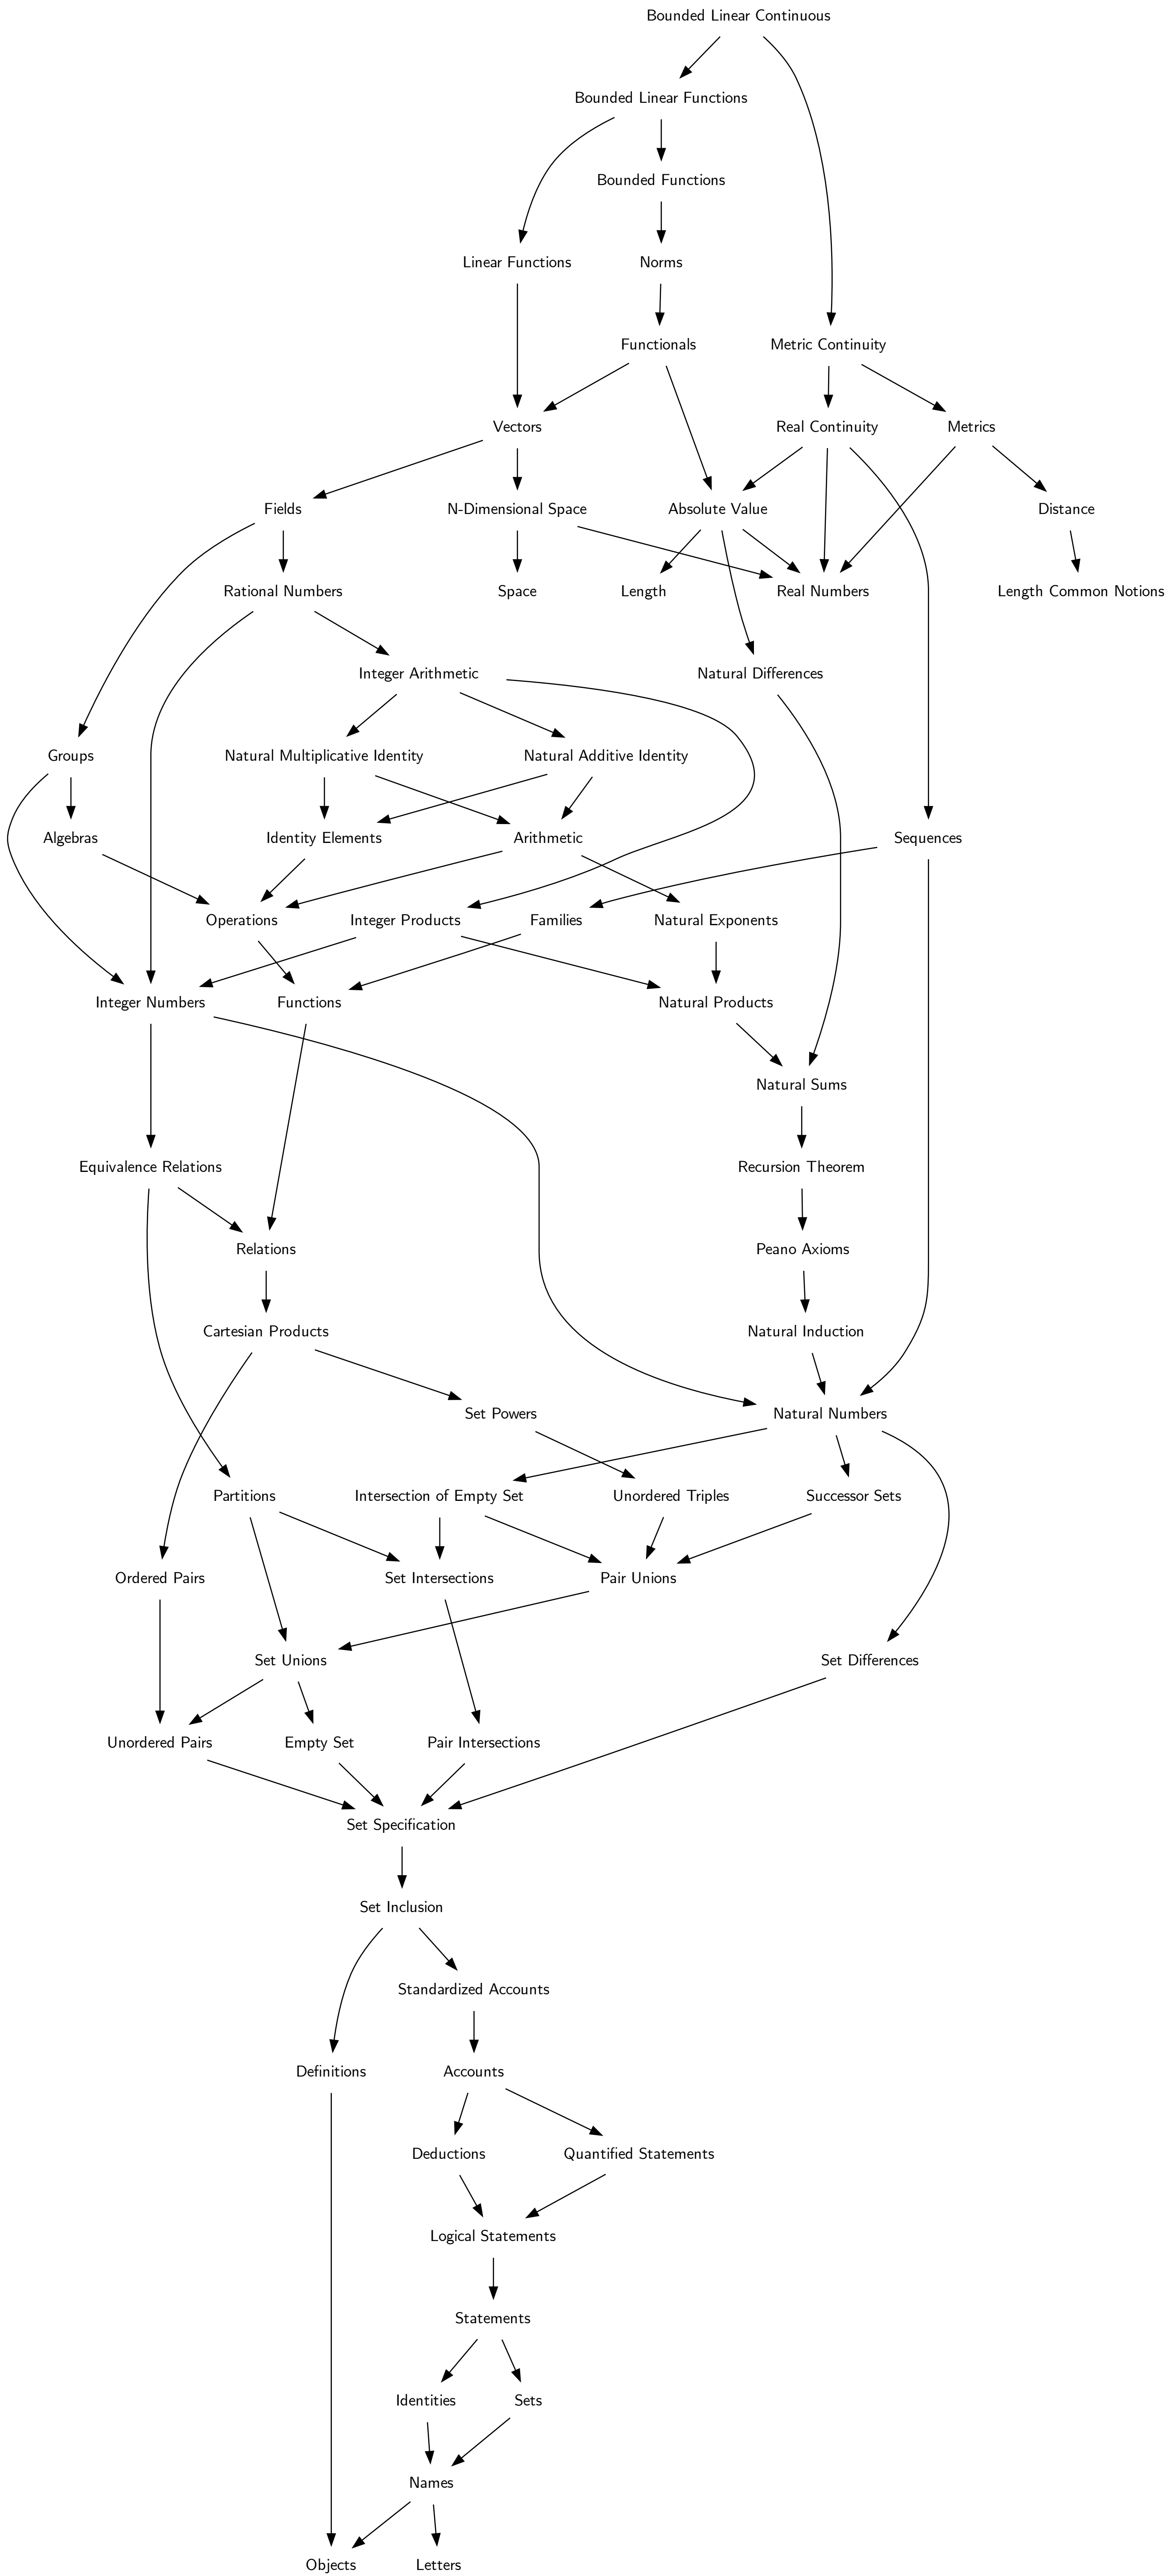 Bounded Linear Continuous
Bounded Linear Functions
Bounded Functions
Linear Functions
Norms
Functionals
Metric Continuity
Vectors
Real Continuity
Metrics
Fields
N-Dimensional Space
Absolute Value
Distance
Rational Numbers
Space
Length
Real Numbers
Length Common Notions
Integer Arithmetic
Natural Differences
Groups
Natural Multiplicative Identity
Natural Additive Identity
Algebras
Identity Elements
Arithmetic
Sequences
Operations
Integer Products
Families
Natural Exponents
Integer Numbers
Functions
Natural Products
Natural Sums
Equivalence Relations
Recursion Theorem
Relations
Peano Axioms
Cartesian Products
Natural Induction
Set Powers
Natural Numbers
Partitions
Intersection of Empty Set
Unordered Triples
Successor Sets
Ordered Pairs
Set Intersections
Pair Unions
Set Unions
Set Differences
Unordered Pairs
Empty Set
Pair Intersections
Set Specification
Set Inclusion
Standardized Accounts
Definitions
Accounts
Deductions
Quantified Statements
Logical Statements
Statements
Identities
Sets
Names
Objects
Letters